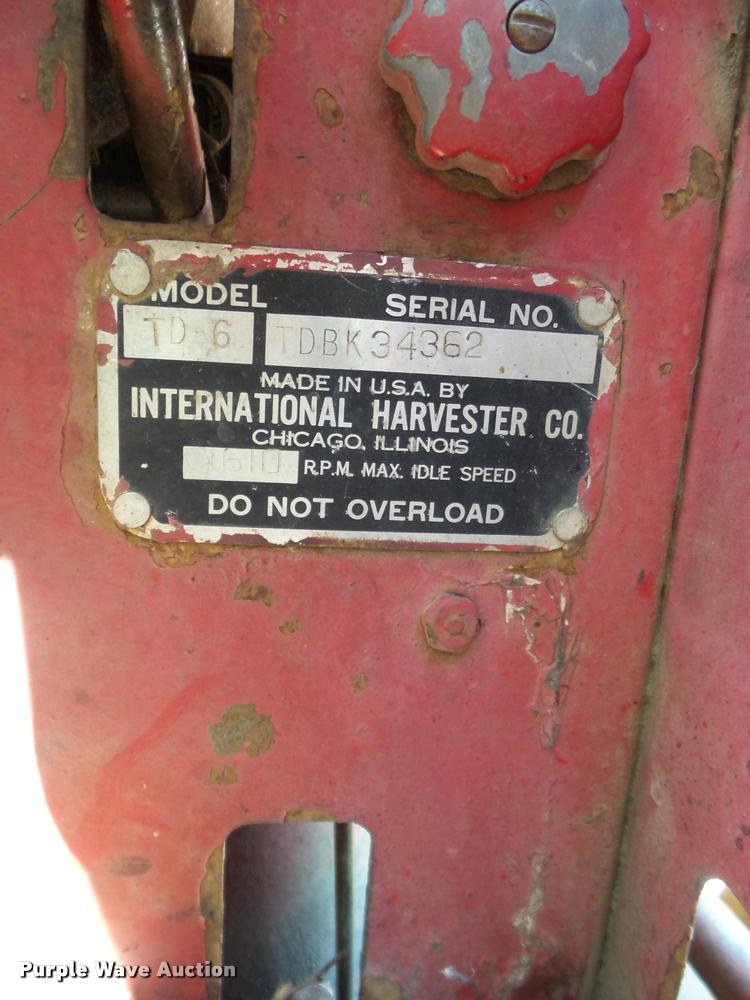 MODEL SERIAL NO.
TD 6 TDBK34362
MADE IN U.S.A. BY
INTERNATIONAL HARVESTER CO.
CHICAGO, ILLINOIS
1610 R.P.M. MAX. IDLE SPEED
DO NOT OVERLOAD
Purple Wave Auction